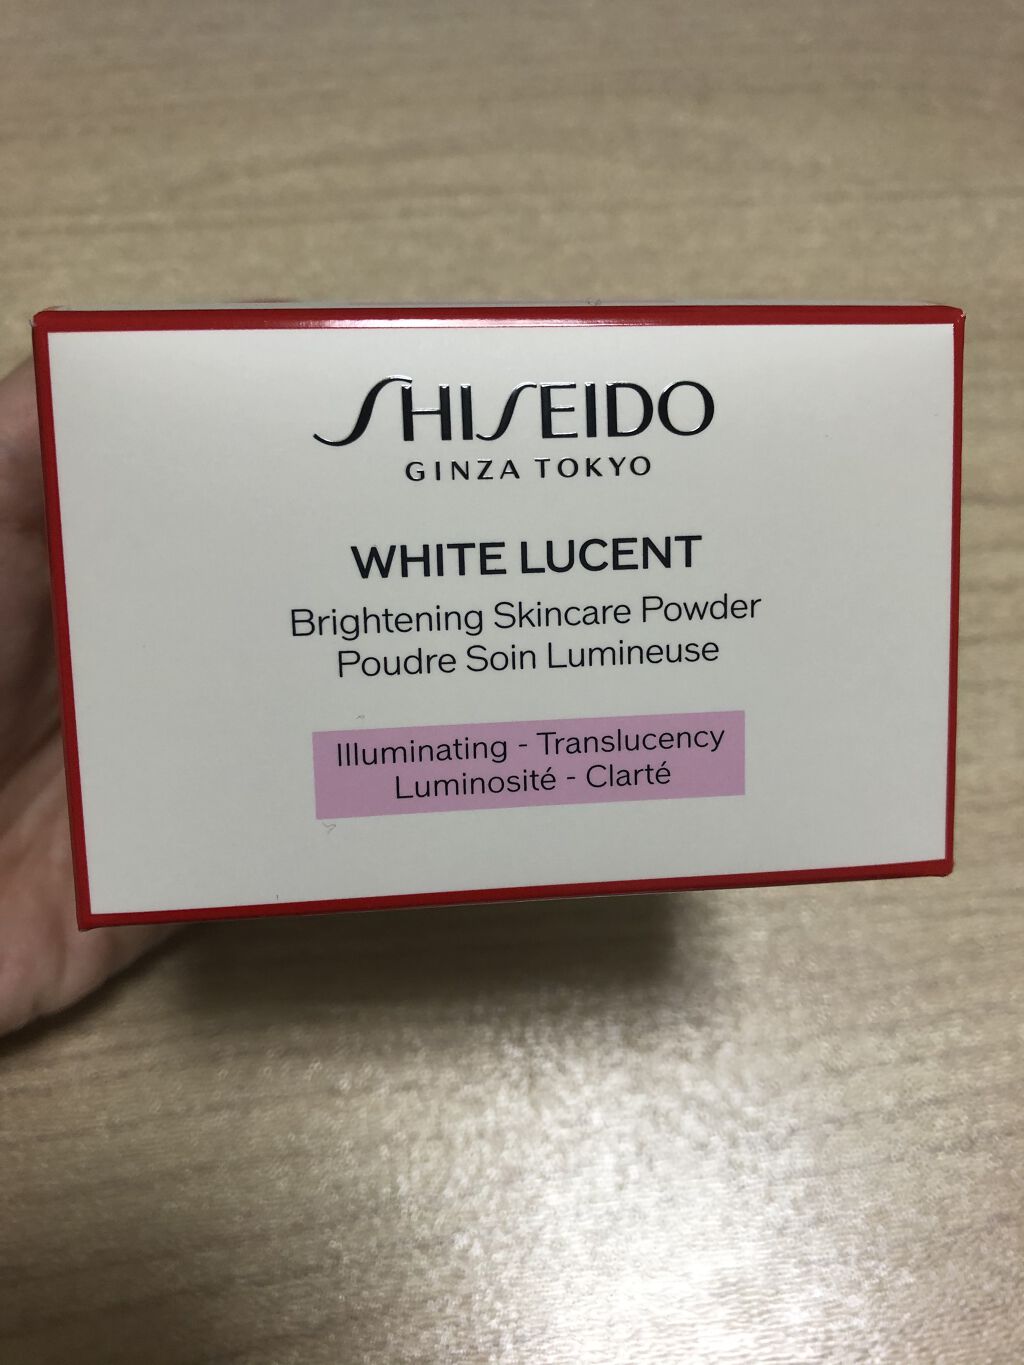 SHISEIDO
GINZA TOKYO
WHITE LUCENT
Brightening Skincare Powder
Poudre Soin Lumineuse
Illuminating - Translucency
Luminosité - Clarté